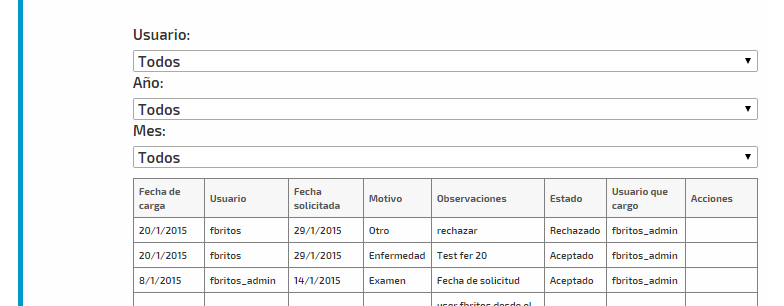 Usuario:
Todos
Año:
Todos
Mes:
Todos
Fecha de carga Usuario Fecha solicitada Motivo Observaciones Estado Usuario que cargo Acciones
20/1/2015 fbritos 29/1/2015 Otro rechazar Rechazado fbritos_admin
20/1/2015 fbritos 29/1/2015 Enfermedad Test fer 20 Aceptado fbritos_admin
8/1/2015 fbritos_admin 14/1/2015 Examen Fecha de solicitud Aceptado fbritos_admin
user fbritos desde el